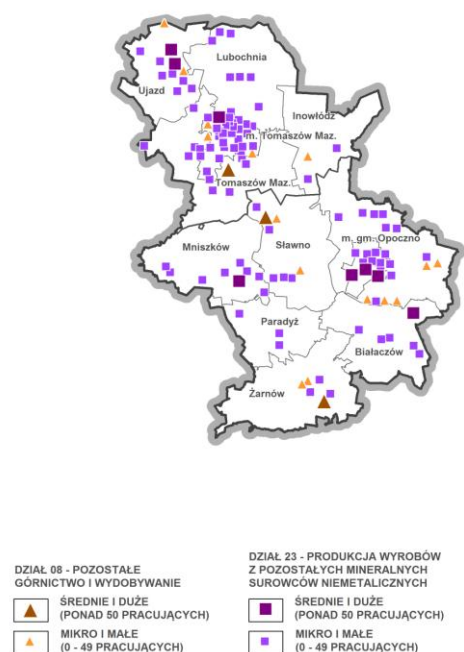 Lubochnia
Ujazd
Inowłódz
m. Tomaszów Maz.
Tomaszów Maz.
m. gm. Opoczno
Mniszków
Sławno
Paradyż
Białaczów
Żarnów
DZIAŁ 08 - POZOSTAŁE
GÓRNICTWO I WYDOBYWANIE
ŚREDNIE I DUŻE
(PONAD 50 PRACUJĄCYCH)
MIKRO I MAŁE
(0 - 49 PRACUJĄCYCH)
DZIAŁ 23 - PRODUKCJA WYROBÓW
Z POZOSTAŁYCH MINERALNYCH
SUROWCÓW NIEMETALICZNYCH
ŚREDNIE I DUŻE
(PONAD 50 PRACUJĄCYCH)
MIKRO I MAŁE
(0 - 49 PRACUJĄCYCH)